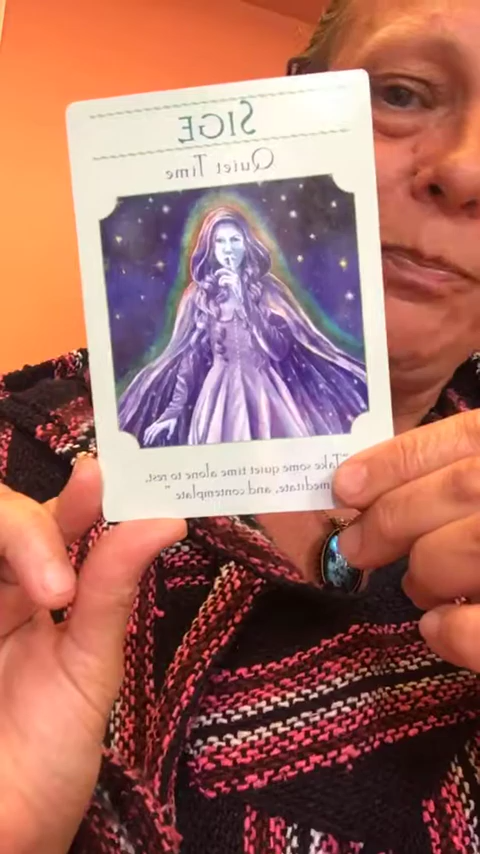 SIGE
Quiet Time
"Take some quiet time alone to rest,
meditate, and contemplate."